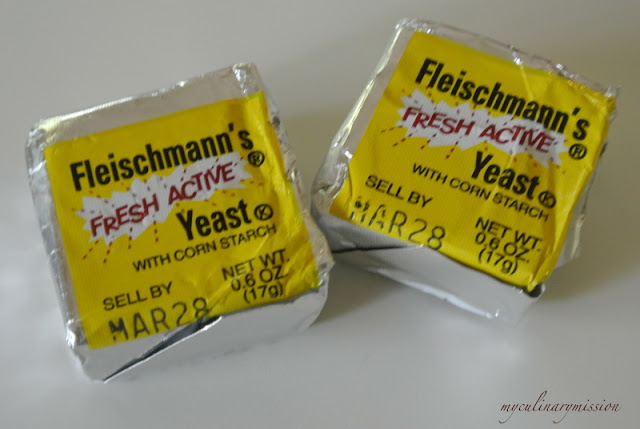 Fleischmann's®
FRESH ACTIVE
Yeast Ⓚ
WITH CORN STARCH
SELL BY
MAR28
NET WT.
0.6 OZ.
(17g)
Fleischmann's®
FRESH ACTIVE
Yeast Ⓚ
WITH CORN STARCH
SELL BY
MAR28
NET WT.
0.6 OZ.
(17g)
myculinarymission